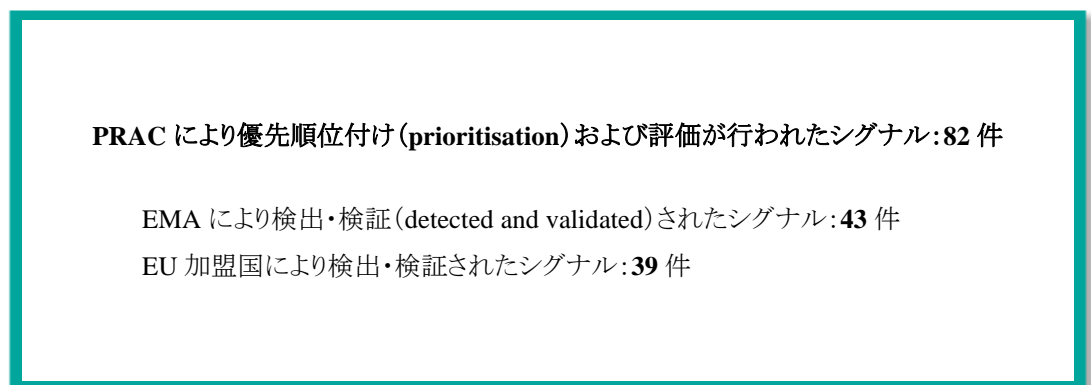 PRAC により優先順位付け（prioritisation）および評価が行われたシグナル：82 件
EMA により検出・検証（detected and validated）されたシグナル：43 件
EU 加盟国により検出・検証されたシグナル：39 件